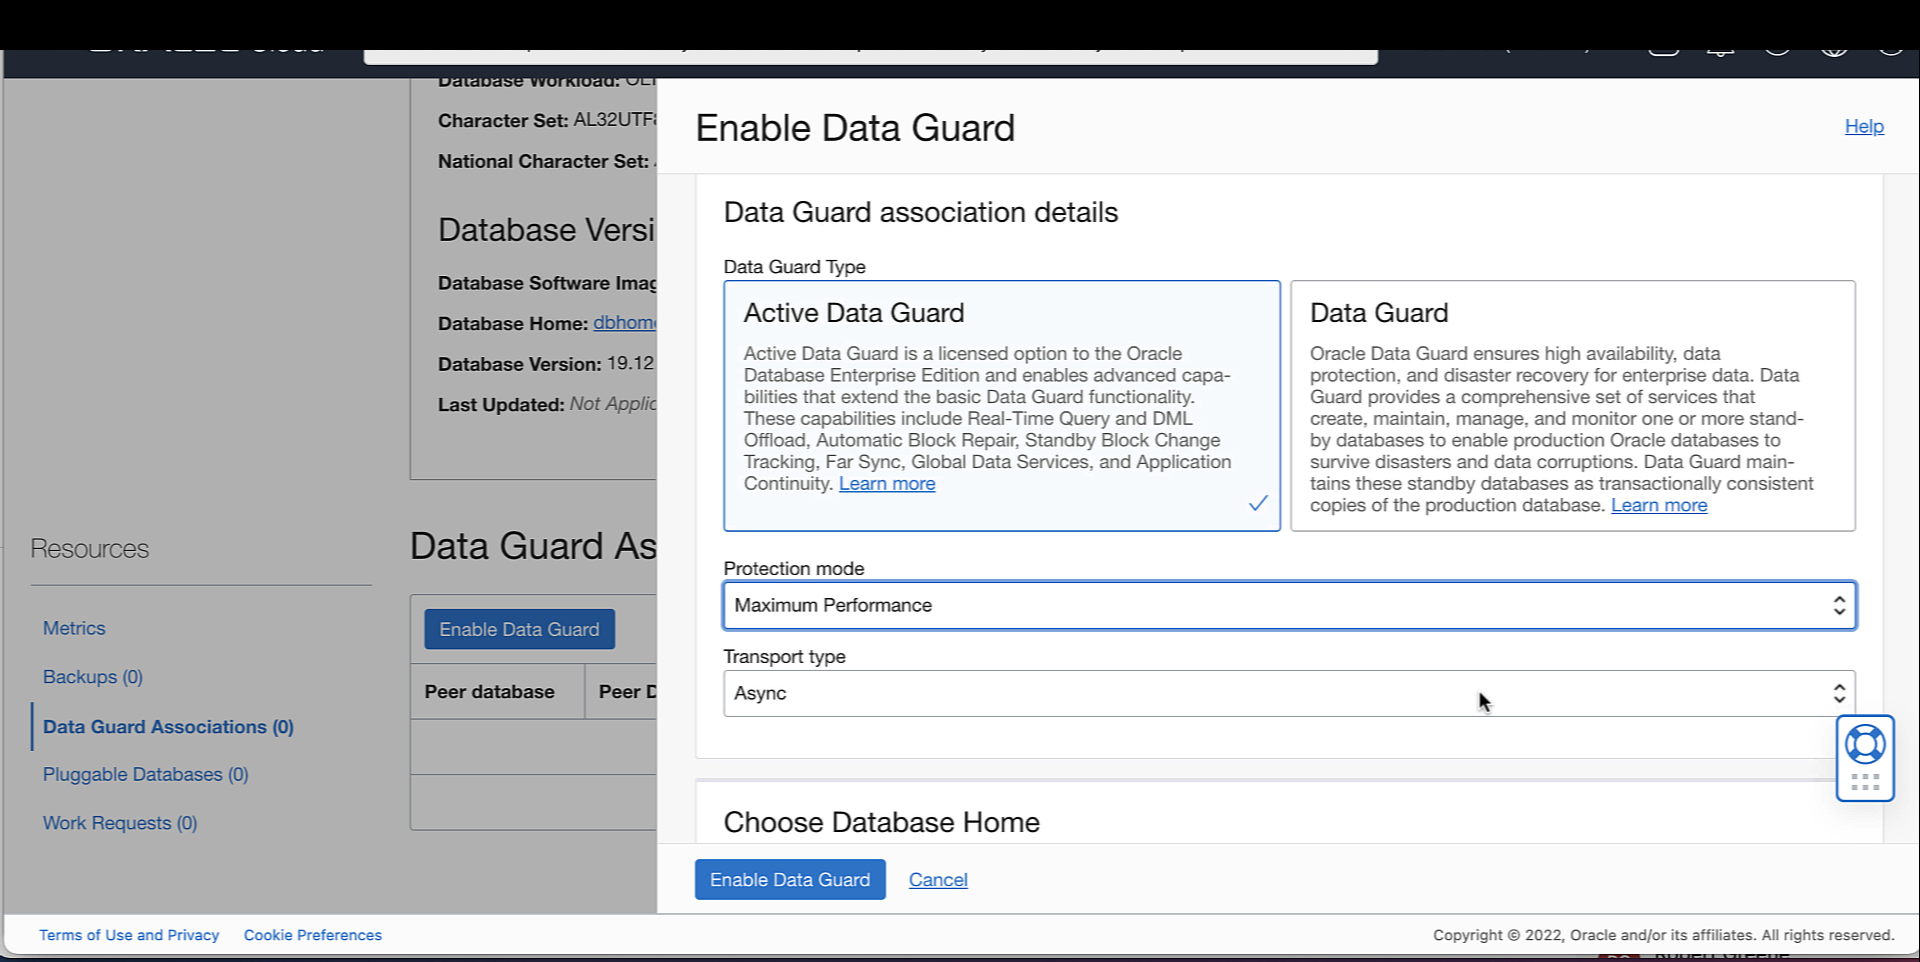 Cloud
Database Workload:
Character Set: AL32UTF
National Character Set:
Database Versi
Database Software Imag
Database Home: dbhom
Database Version: 19.12
Last Updated: Not Applic
Resources
Metrics
Backups (0)
Data Guard Associations (0)
Pluggable Databases (0)
Work Requests (0)
Data Guard As
Enable Data Guard
Peer database
Peer D
Enable Data Guard
Help
Data Guard association details
Data Guard Type
Active Data Guard
Active Data Guard is a licensed option to the Oracle
Database Enterprise Edition and enables advanced capa-
bilities that extend the basic Data Guard functionality.
These capabilities include Real-Time Query and DML
Offload, Automatic Block Repair, Standby Block Change
Tracking, Far Sync, Global Data Services, and Application
Continuity. Learn more
Data Guard
Oracle Data Guard ensures high availability, data
protection, and disaster recovery for enterprise data. Data
Guard provides a comprehensive set of services that
create, maintain, manage, and monitor one or more stand-
by databases to enable production Oracle databases to
survive disasters and data corruptions. Data Guard main-
tains these standby databases as transactionally consistent
copies of the production database. Learn more
Protection mode
Maximum Performance
Transport type
Async
Choose Database Home
Enable Data Guard
Cancel
Terms of Use and Privacy
Cookie Preferences
Copyright © 2022, Oracle and/or its affiliates. All rights reserved.